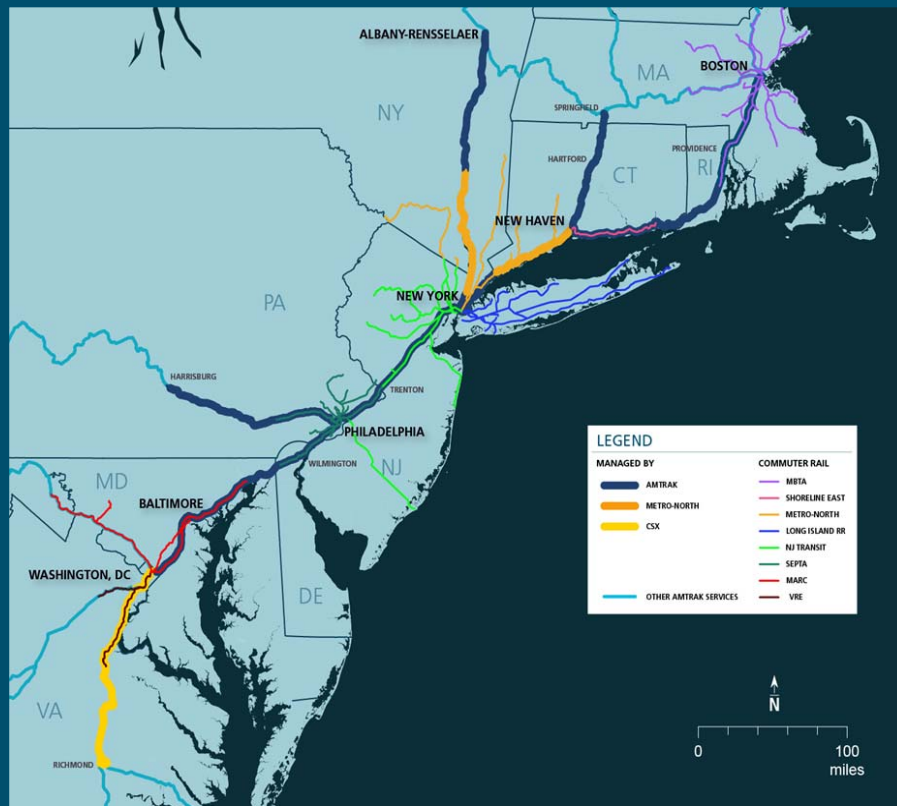 ALBANY-RENSSELAER
BOSTON
MA
NY
SPRINGFIELD
HARTFORD
PROVIDENCE
CT
RI
NEW HAVEN
PA
NEW YORK
HARRISBURG
TRENTON
PHILADELPHIA
WILMINGTON
NJ
MD
BALTIMORE
WASHINGTON, DC
DE
VA
RICHMOND
LEGEND
MANAGED BY
AMTRAK
METRO-NORTH
CSX
OTHER AMTRAK SERVICES
COMMUTER RAIL
MBTA
SHORELINE EAST
METRO-NORTH
LONG ISLAND RR
NJ TRANSIT
SEPTA
MARC
VRE
N
0 100
miles